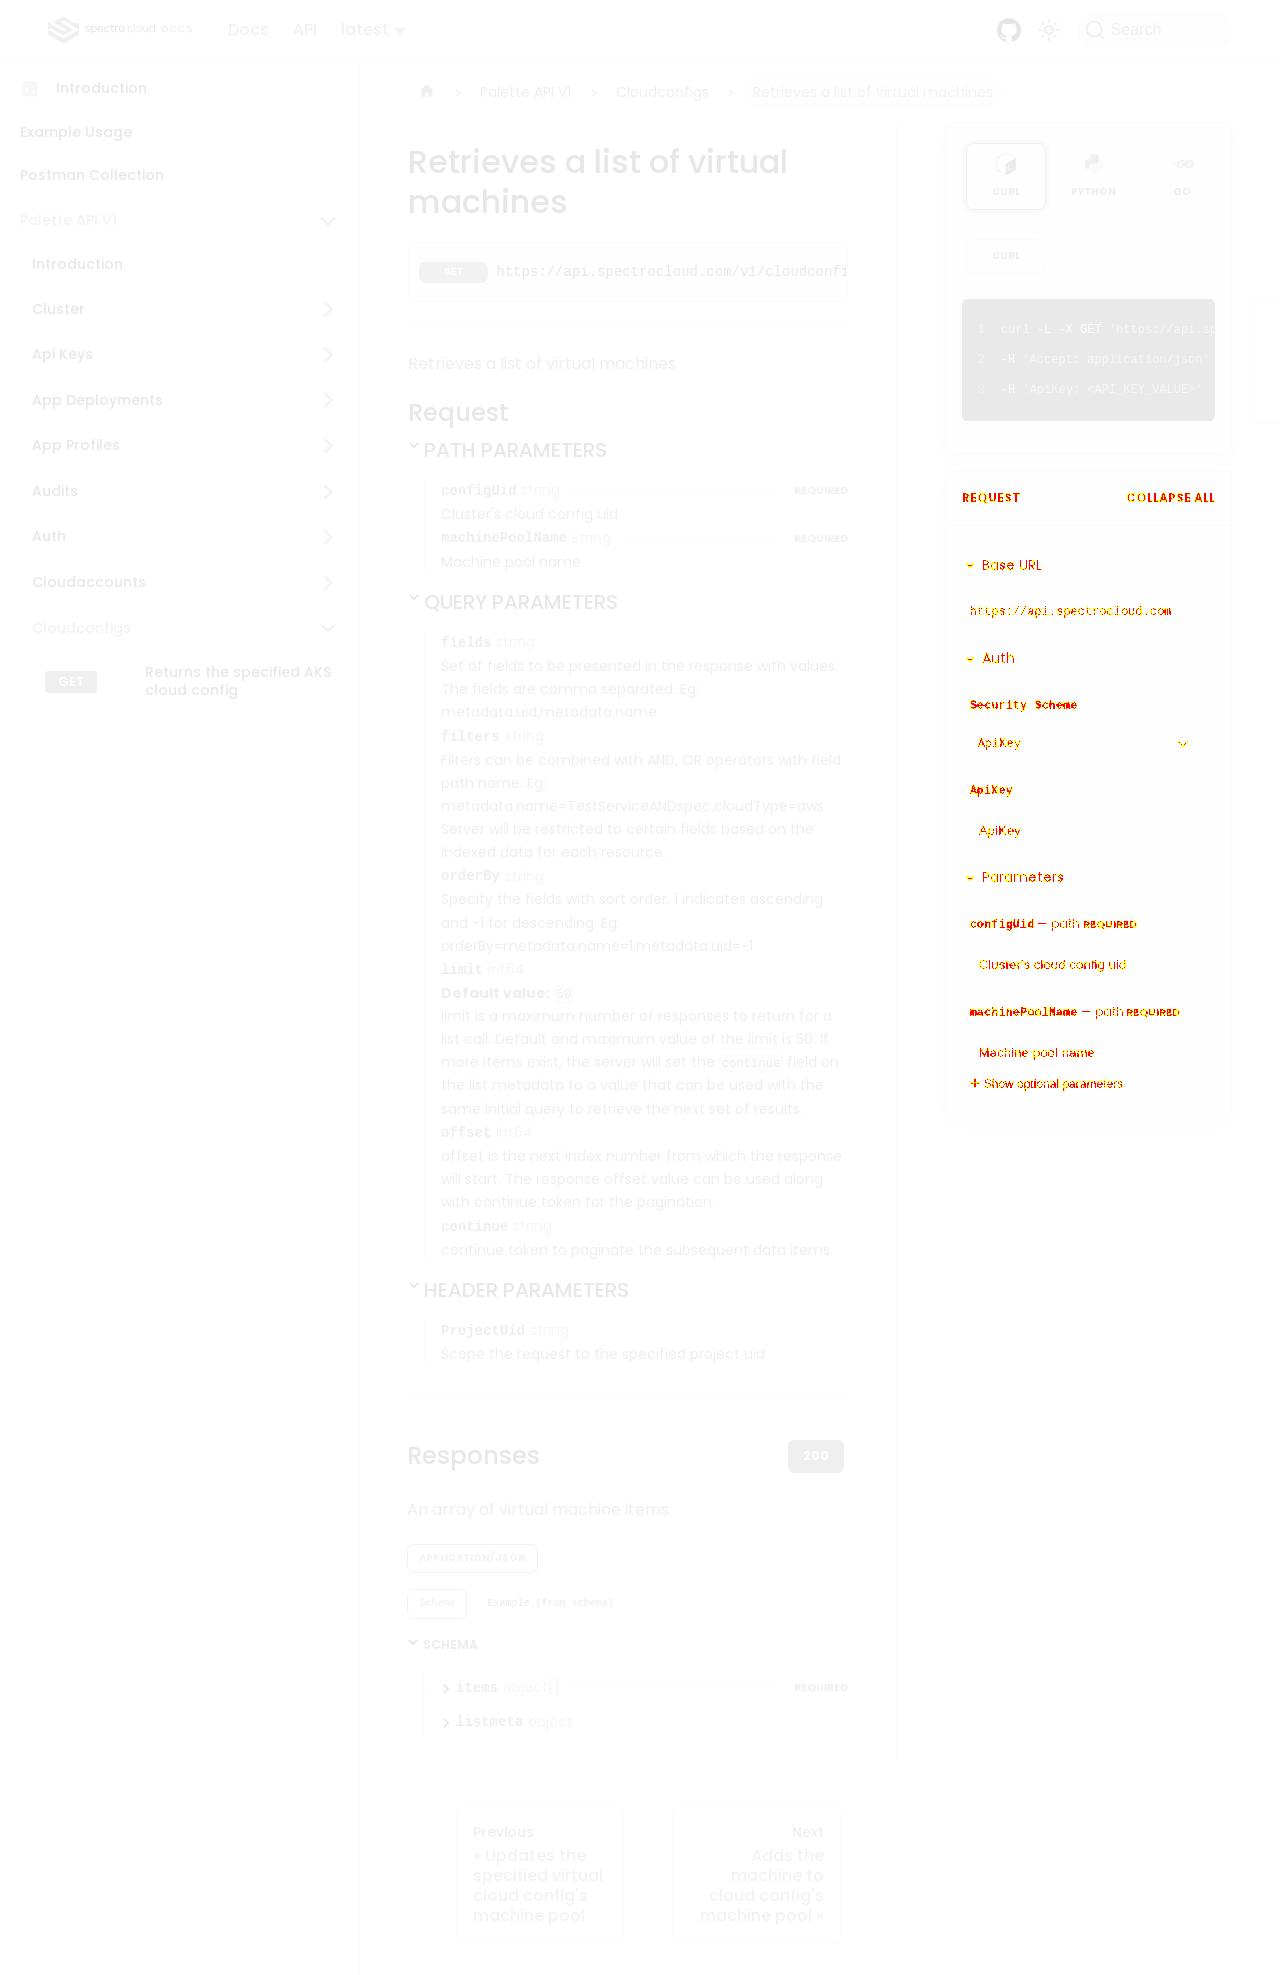 spectro cloud DOCS
Docs
API
latest
Search
Introduction
Example Usage
Postman Collection
Palette API V1
Introduction
Cluster
Api Keys
App Deployments
App Profiles
Audits
Auth
Cloudaccounts
Cloudconfigs
GET Returns the specified AKS
cloud config
Palette API V1 › Cloudconfigs › Retrieves a list of virtual machines
Retrieves a list of virtual
machines
GET https://api.spectrocloud.com/v1/cloudconfi
Retrieves a list of virtual machines
Request
PATH PARAMETERS
configUid string REQUIRED
Cluster's cloud config uid
machinePoolName string REQUIRED
Machine pool name
QUERY PARAMETERS
fields string
Set of fields to be presented in the response with values.
The fields are comma separated. Eg:
metadata.uid,metadata.name
filters string
Filters can be combined with AND, OR operators with field
path name. Eg:
metadata.name=TestServiceANDspec.cloudType=aws
Server will be restricted to certain fields based on the
indexed data for each resource.
orderBy string
Specify the fields with sort order. 1 indicates ascending
and -1 for descending. Eg:
orderBy=metadata.name=1,metadata.uid=-1
limit int64
Default value: 50
limit is a maximum number of responses to return for a
list call. Default and maximum value of the limit is 50. If
more items exist, the server will set the continue field on
the list metadata to a value that can be used with the
same initial query to retrieve the next set of results.
offset int64
offset is the next index number from which the response
will start. The response offset value can be used along
with continue token for the pagination.
continue string
continue token to paginate the subsequent data items
HEADER PARAMETERS
ProjectUid string
Scope the request to the specified project uid
Responses
200
An array of virtual machine items
APPLICATION/JSON
Schema
Example (from schema)
SCHEMA
items object[] REQUIRED
listmeta object
Previous
« Updates the
specified virtual
cloud config's
machine pool
Next
Adds the
machine to
cloud config's
machine pool »
CURL
PYTHON
GO
GO
CURL
1 curl -L -X GET 'https://api.sp
2 -H 'Accept: application/json'
3 -H 'ApiKey: <API_KEY_VALUE>'
REQUEST
COLLAPSE ALL
Base URL
https://api.spectrocloud.com
Auth
Security Scheme
ApiKey
ApiKey
ApiKey
Parameters
configUid — path REQUIRED
Cluster's cloud config uid
machinePoolName — path REQUIRED
Machine pool name
Show optional parameters